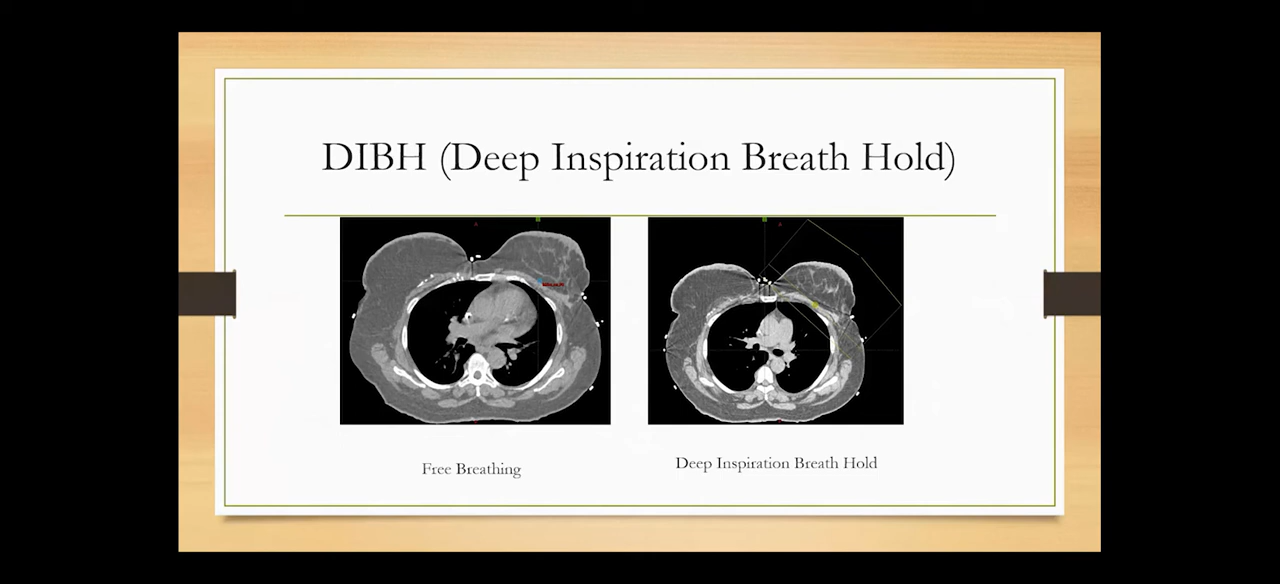 DIBH (Deep Inspiration Breath Hold)
Free Breathing
Deep Inspiration Breath Hold